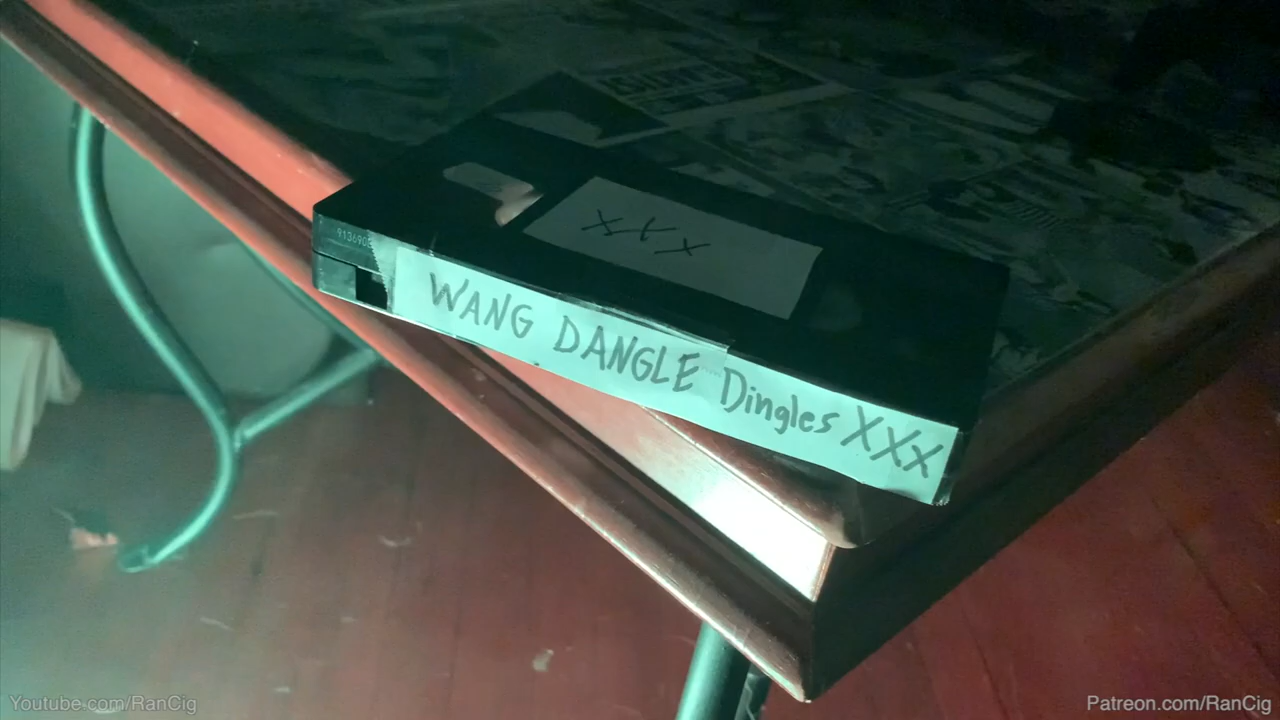 XXX
WANG DANGLE Dingles XXX
Youtube.com/RanCig
Patreon.com/RanCig